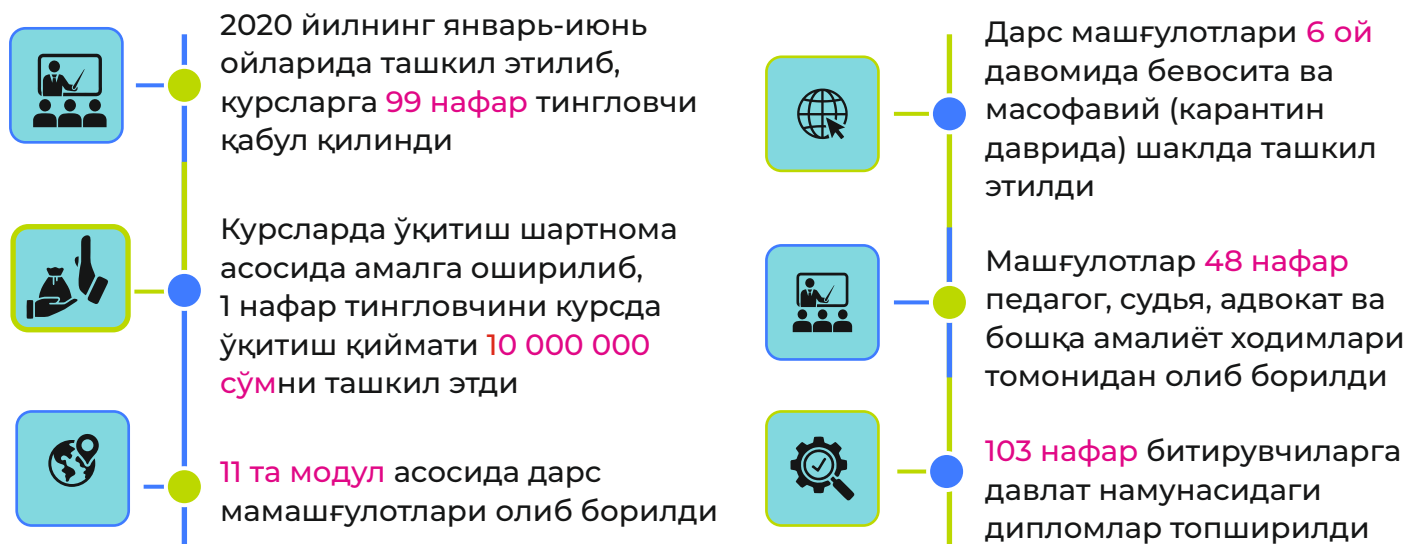 2020 йилнинг январь-июнь
ойларида ташкил этилиб,
курсларга 99 нафар тингловчи
қабул қилинди
Курсларда ўқитиш шартнома
асосида амалга оширилиб,
1 нафар тингловчини курсда
ўқитиш қиймати 10 000 000
сўмни ташкил этди
11 та модул асосида дарс
мамашғулотлари олиб борилди
Дарс машғулотлари 6 ой
давомида бевосита ва
масофавий (карантин
даврида) шаклда ташкил
этилди
Машғулотлар 48 нафар
педагог, судья, адвокат ва
бошқа амалиёт ходимлари
томонидан олиб борилди
103 нафар битирувчиларга
давлат намунасидаги
дипломлар топширилди